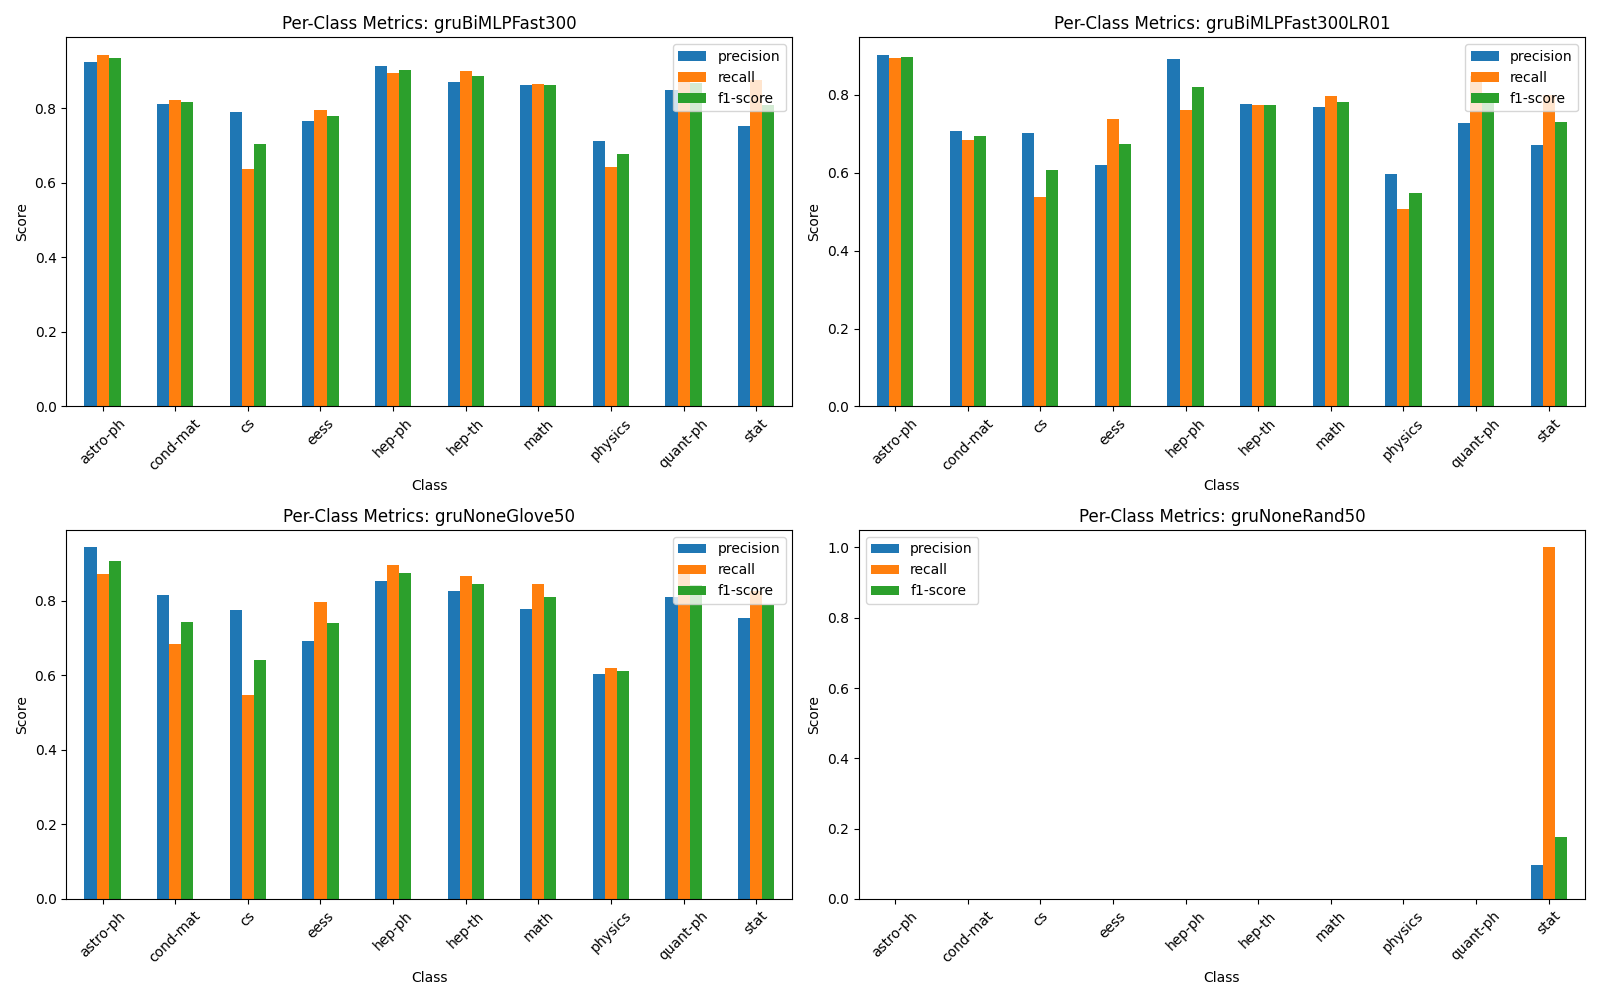 Per-Class Metrics: gruBiMLPFast300
precision
recall
f1-score
0.8
0.6
0.4
0.2
0.0
Score
astro-ph
cond-mat
cs
eess
hep-ph
hep-th
math
physics
quant-ph
stat
Class
Per-Class Metrics: gruBiMLPFast300LR01
precision
recall
f1-score
0.8
0.6
0.4
0.2
0.0
Score
astro-ph
cond-mat
cs
eess
hep-ph
hep-th
math
physics
quant-ph
stat
Class
Per-Class Metrics: gruNoneGlove50
precision
recall
f1-score
0.8
0.6
0.4
0.2
0.0
Score
astro-ph
cond-mat
cs
eess
hep-ph
hep-th
math
physics
quant-ph
stat
Class
Per-Class Metrics: gruNoneRand50
precision
recall
f1-score
1.0
0.8
0.6
0.4
0.2
0.0
Score
astro-ph
cond-mat
cs
eess
hep-ph
hep-th
math
physics
quant-ph
stat
Class